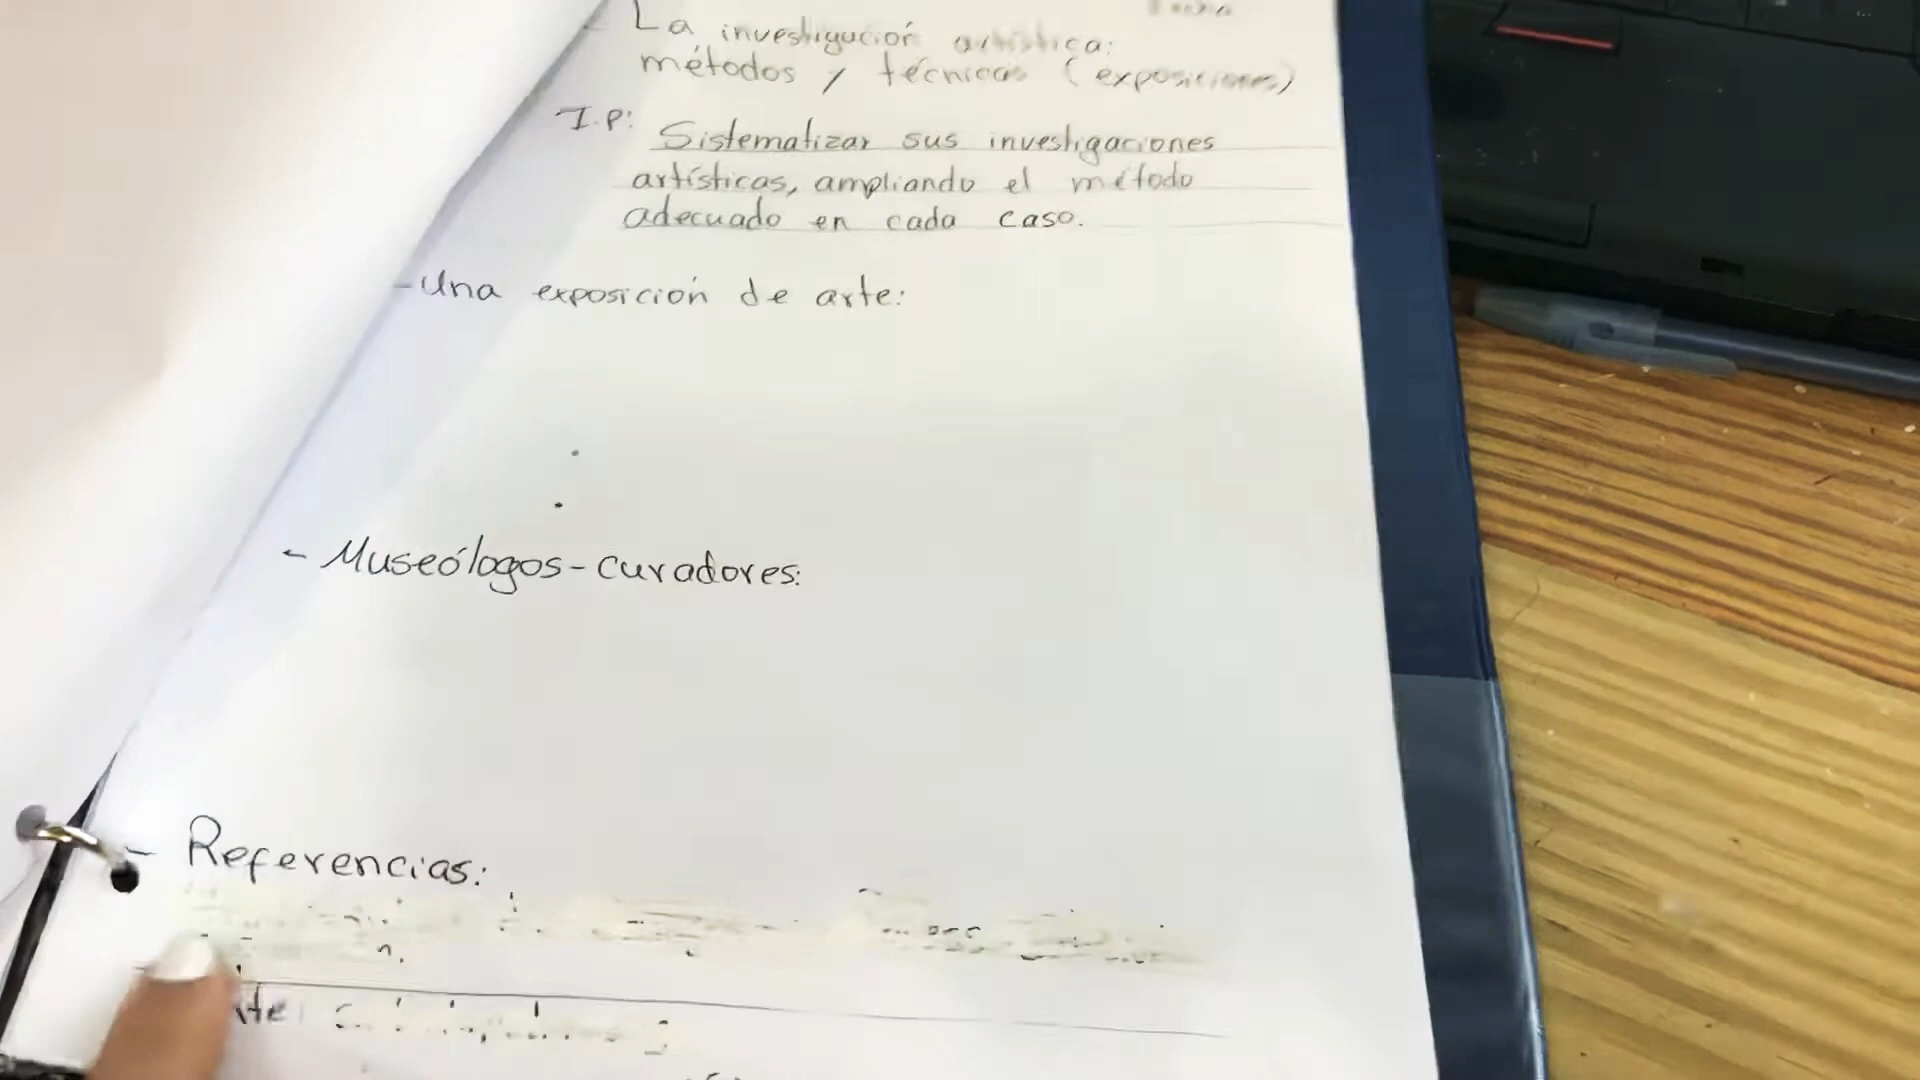 - La investigación artística:
métodos y técnicas (exposiciones)
I.P: Sistematizar sus investigaciones
artísticas, ampliando el método
adecuado en cada caso.
- Una exposición de arte:
- Museólogos - curadores:
- Referencias: